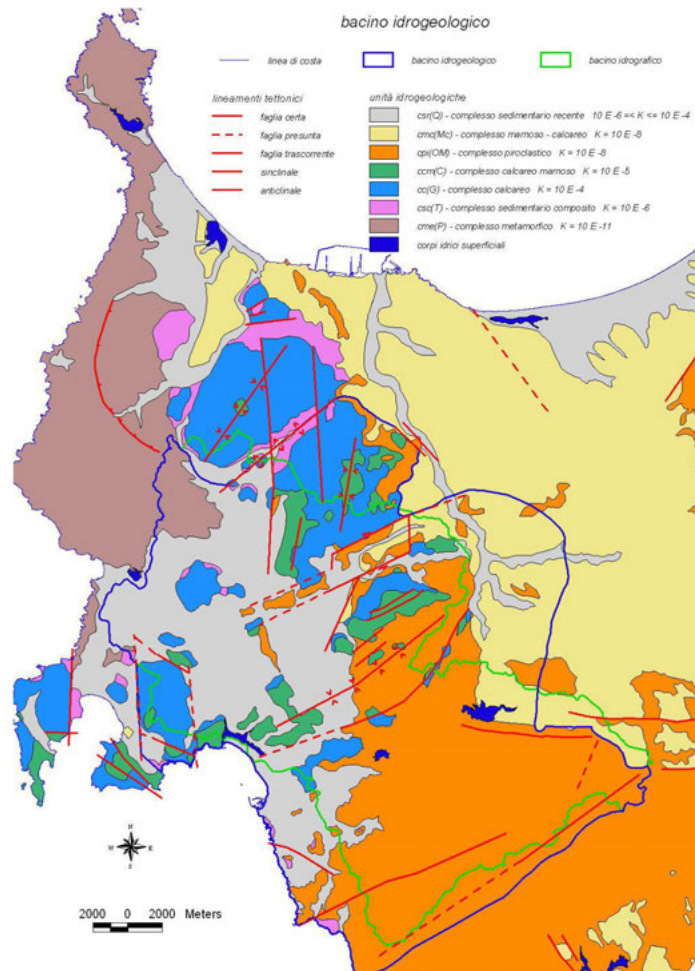 bacino idrogeologico
linea di costa
bacino idrogeologico
bacino idrografico
lineamenti tettonici
faglia certa
faglia presunta
faglia trascorrente
sinclinale
anticlinale
unità idrogeologiche
csr(Q) - complesso sedimentario recente 10 E -6 =< K <= 10 E -4
cmc(Mc) - complesso marnoso - calcareo K = 10 E -8
cpi(OM) - complesso piroclastico K = 10 E -8
ccm(C) - complesso calcareo marnoso K = 10 E -5
cc(G) - complesso calcareo K = 10 E -4
csc(T) - complesso sedimentario composito K = 10 E -6
cme(P) - complesso metamorfico K = 10 E -11
corpi idrici superficiali
N
W E
S
2000 0 2000 Meters